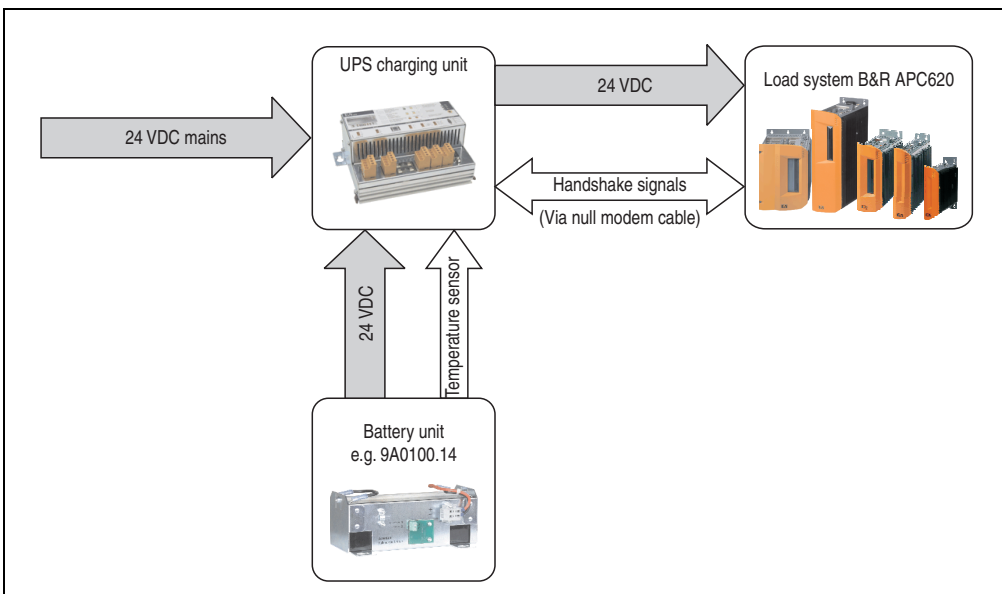 UPS charging unit
24 VDC
Load system B&R APC620
24 VDC mains
Handshake signals
(Via null modem cable)
24 VDC
Temperature sensor
Battery unit
e.g. 9A0100.14